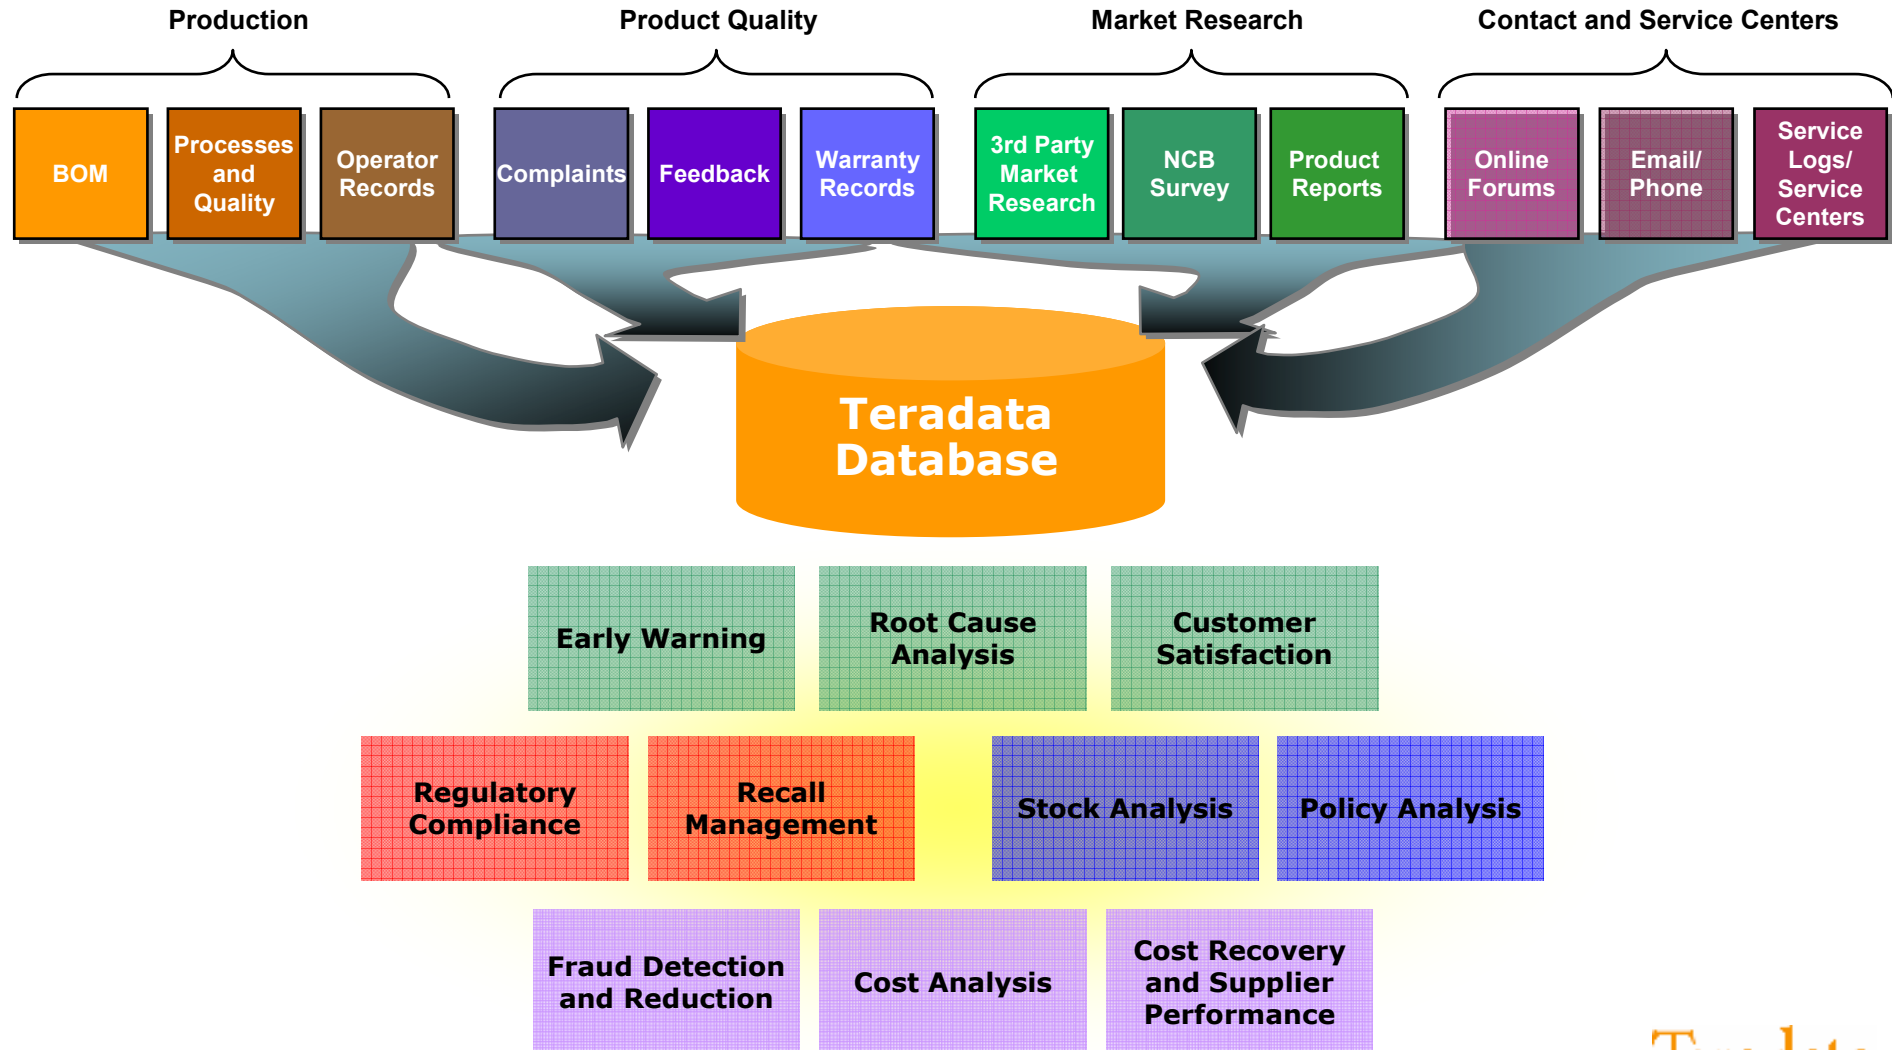 Production
Product Quality
Market Research
Contact and Service Centers
BOM
Processes
and
Quality
Operator
Records
Complaints
Feedback
Warranty
Records
3rd Party
Market
Research
NCB
Survey
Product
Reports
Online
Forums
Email/
Phone
Service
Logs/
Service
Centers
Teradata
Database
Early Warning
Root Cause
Analysis
Customer
Satisfaction
Regulatory
Compliance
Recall
Management
Stock Analysis
Policy Analysis
Fraud Detection
and Reduction
Cost Analysis
Cost Recovery
and Supplier
Performance
Teradata